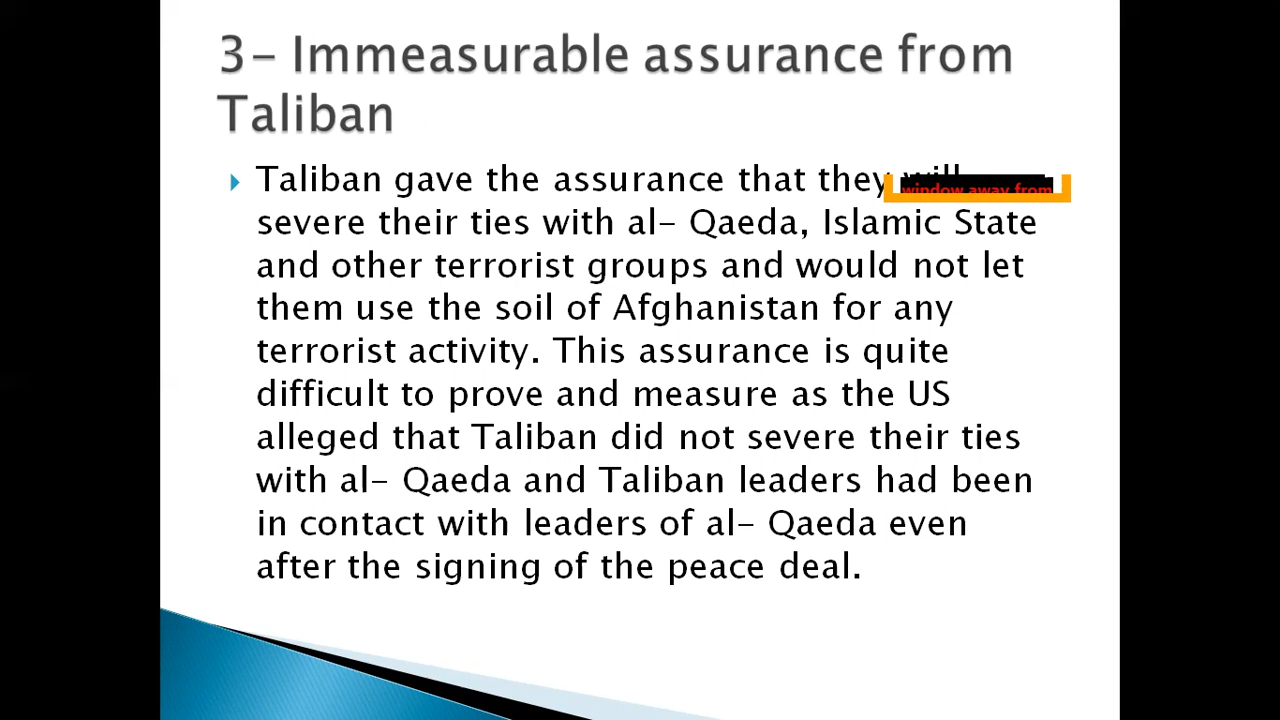 3- Immeasurable assurance from
Taliban
Taliban gave the assurance that they will
window away from
severe their ties with al- Qaeda, Islamic State
and other terrorist groups and would not let
them use the soil of Afghanistan for any
terrorist activity. This assurance is quite
difficult to prove and measure as the US
alleged that Taliban did not severe their ties
with al- Qaeda and Taliban leaders had been
in contact with leaders of al- Qaeda even
after the signing of the peace deal.